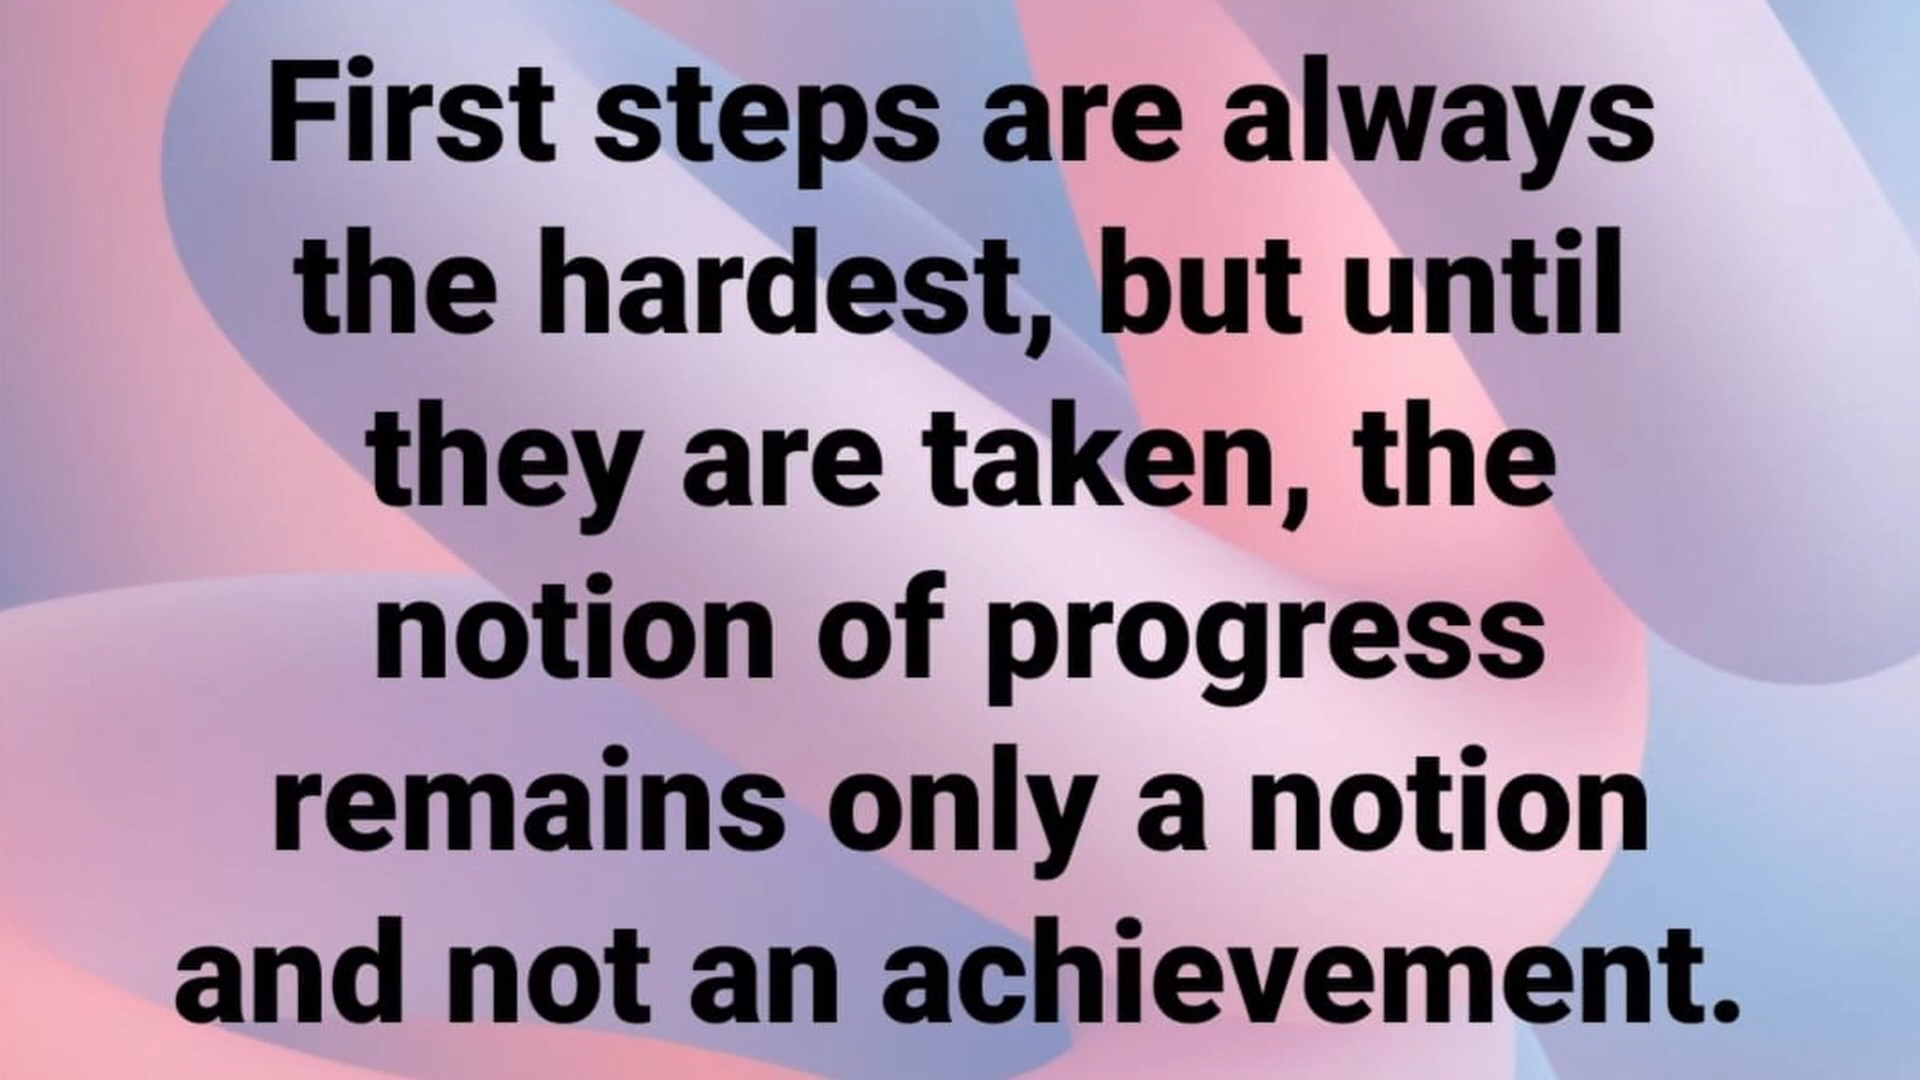 First steps are always
the hardest, but until
they are taken, the
notion of progress
remains only a notion
and not an achievement.